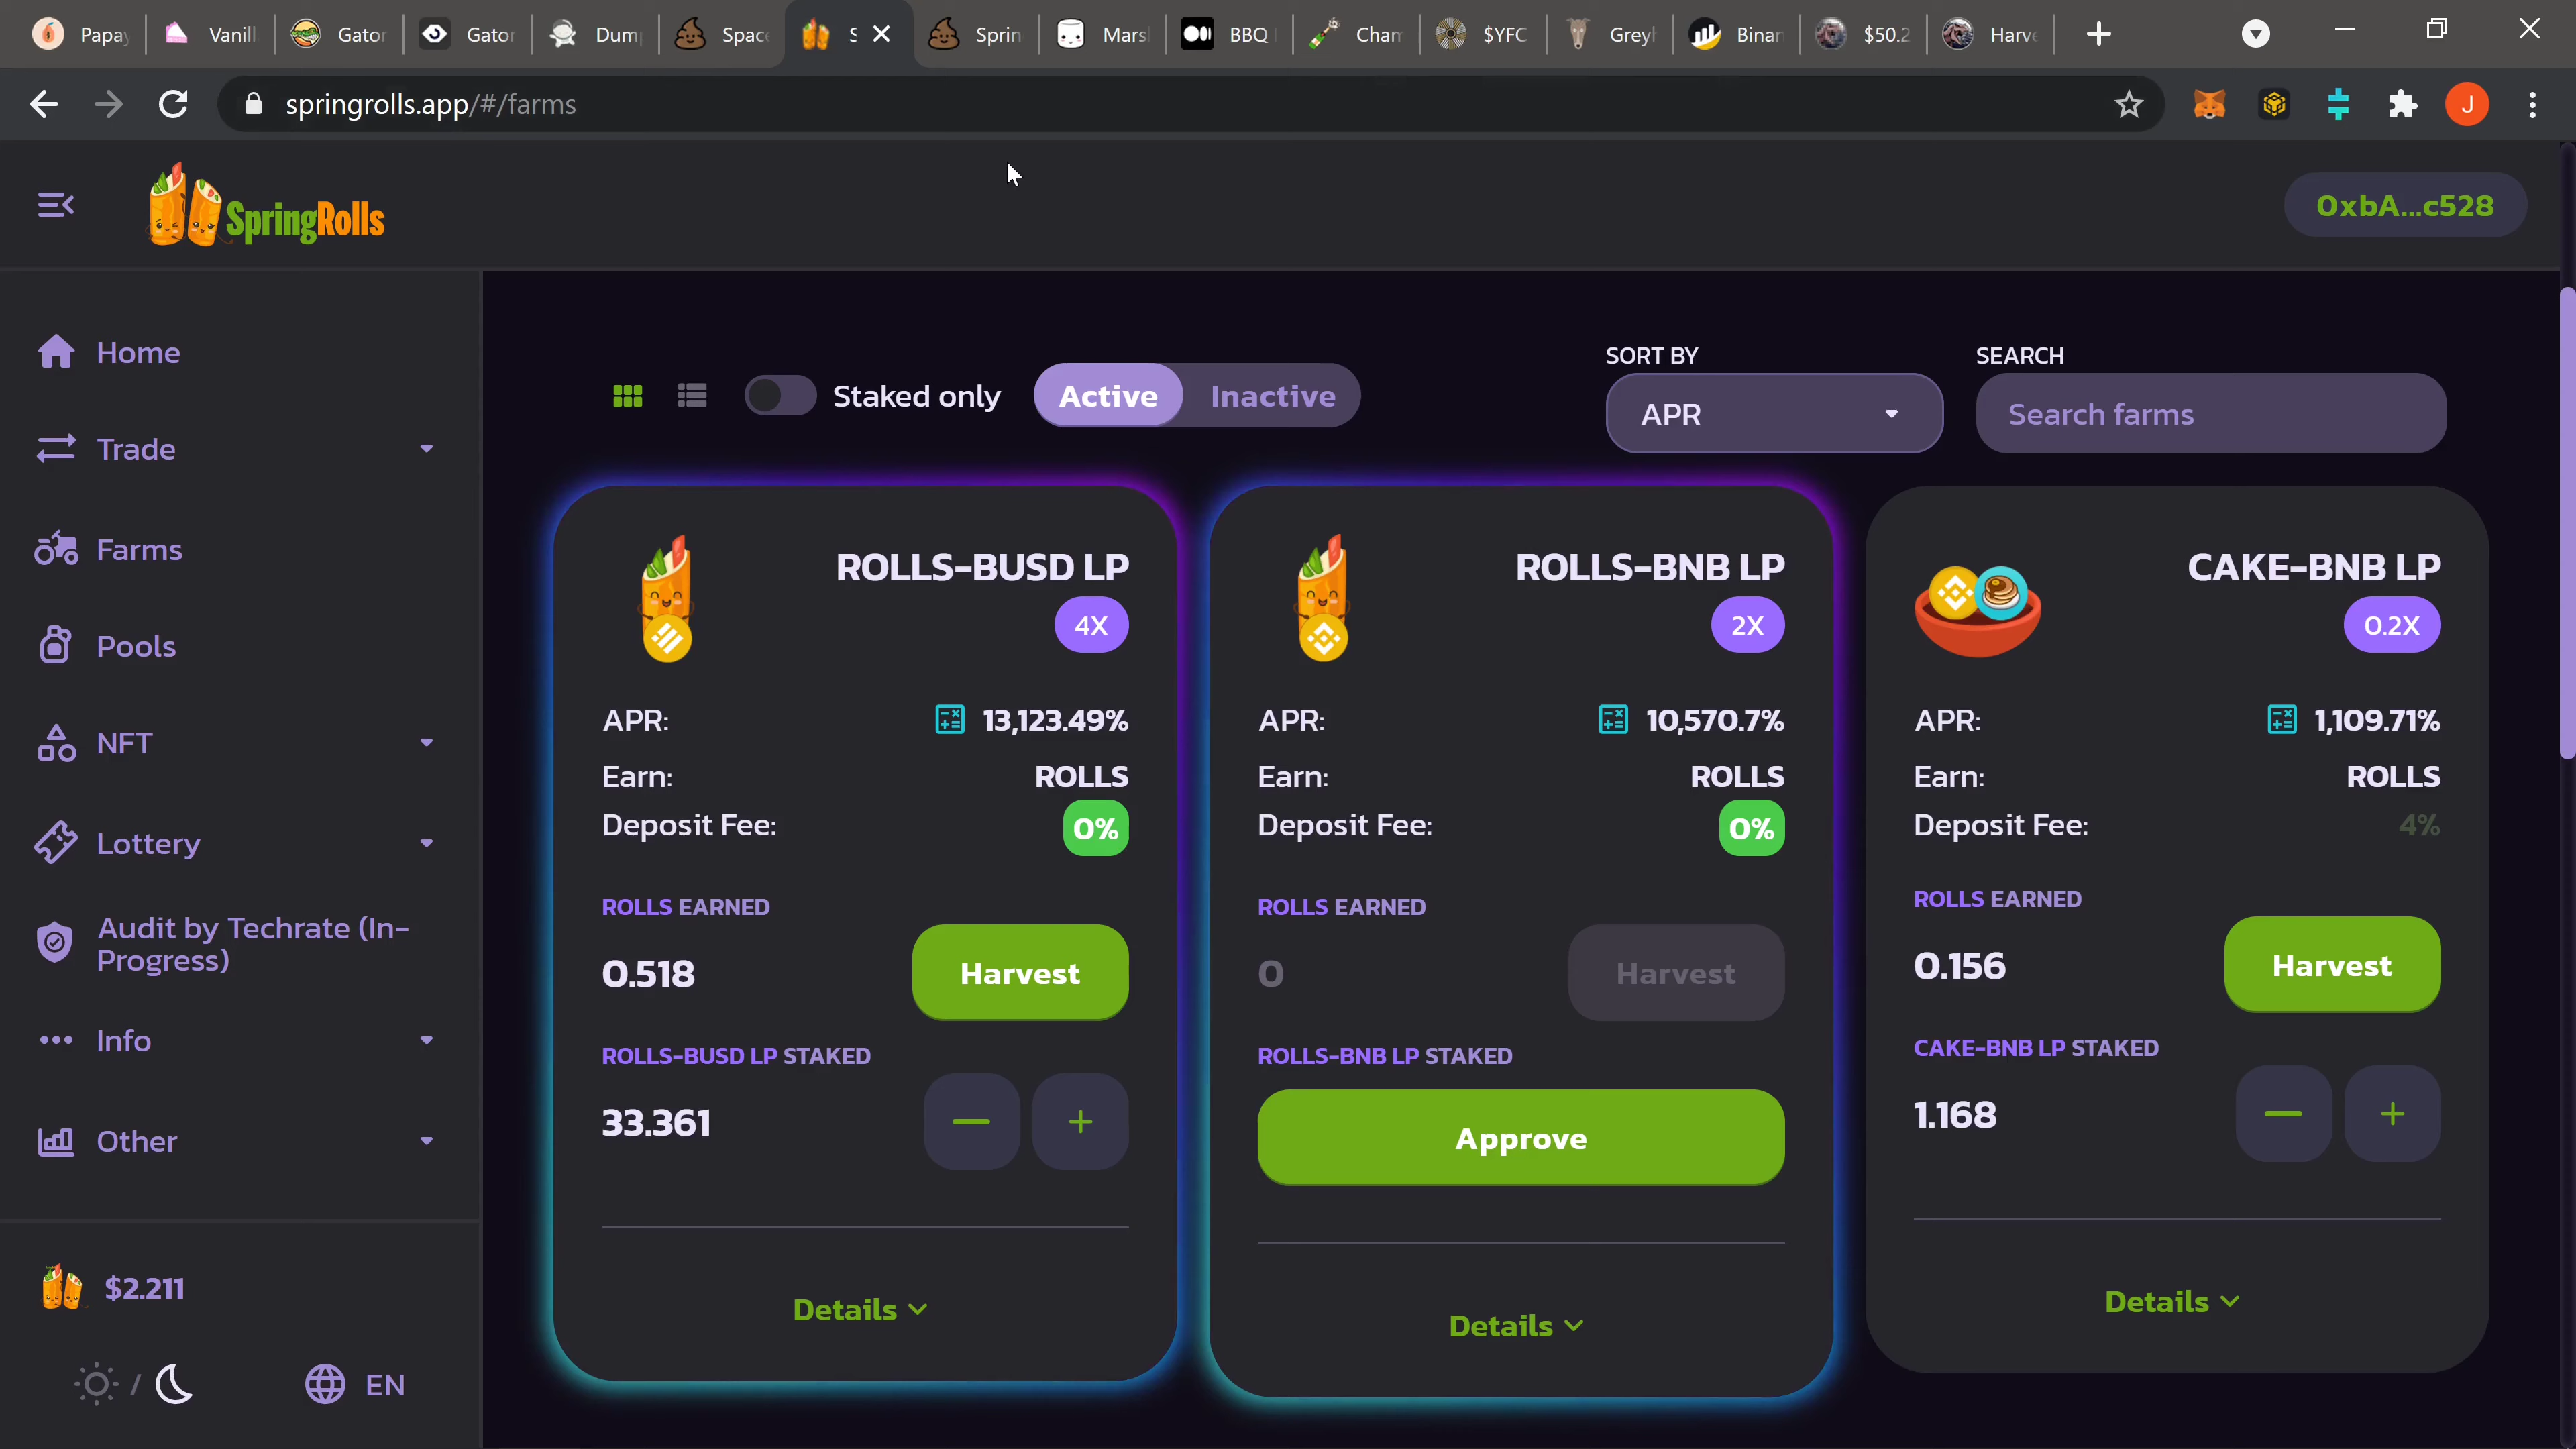 Papay
Vanill
Gator
Gator
Dum
Space
S
Sprin
Mars
BBQ
Cham
$YFC
Greyh
Binan
$50.2
Harve
springrolls.app/#/farms
J
SpringRolls
0xbA...c528
Home
Trade
Farms
Pools
NFT
Lottery
Audit by Techrate (In-
Progress)
Info
Other
$2.211
/
EN
Staked only
Active
Inactive
SORT BY
APR
SEARCH
Search farms
ROLLS-BUSD LP
4X
APR:
13,123.49%
Earn:
ROLLS
Deposit Fee:
0%
ROLLS EARNED
0.518
Harvest
ROLLS-BUSD LP STAKED
33.361
Details
ROLLS-BNB LP
2X
APR:
10,570.7%
Earn:
ROLLS
Deposit Fee:
0%
ROLLS EARNED
0
Harvest
ROLLS-BNB LP STAKED
Approve
Details
CAKE-BNB LP
0.2X
APR:
1,109.71%
Earn:
ROLLS
Deposit Fee:
4%
ROLLS EARNED
0.156
Harvest
CAKE-BNB LP STAKED
1.168
Details